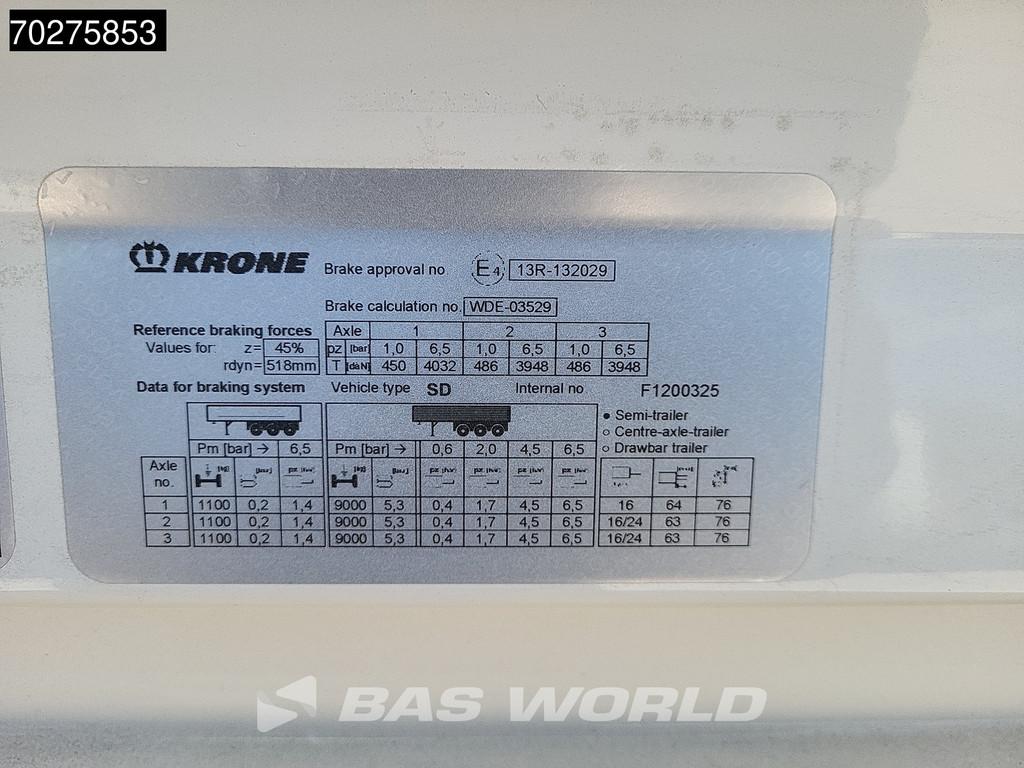 70275853
KRONE Brake approval no E4 13R-132029
Brake calculation no. WDE-03529
Reference braking forces Axle 1 2 3
Values for: z= 45% pz [bar] 1,0 6,5 1,0 6,5 1,0 6,5
rdyn= 518mm T [daN] 450 4032 486 3948 486 3948
Data for braking system Vehicle type SD Internal no F1200325
Semi-trailer
Centre-axle-trailer
Drawbar trailer
Pm [bar] → 6,5 Pm [bar] → 0,6 2,0 4,5 6,5
Axle no.
1 1100 0,2 1,4 9000 5,3 0,4 1,7 4,5 6,5 16 64 76
2 1100 0,2 1,4 9000 5,3 0,4 1,7 4,5 6,5 16/24 63 76
3 1100 0,2 1,4 9000 5,3 0,4 1,7 4,5 6,5 16/24 63 76
BAS WORLD